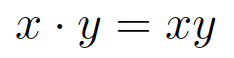 x · y = xy